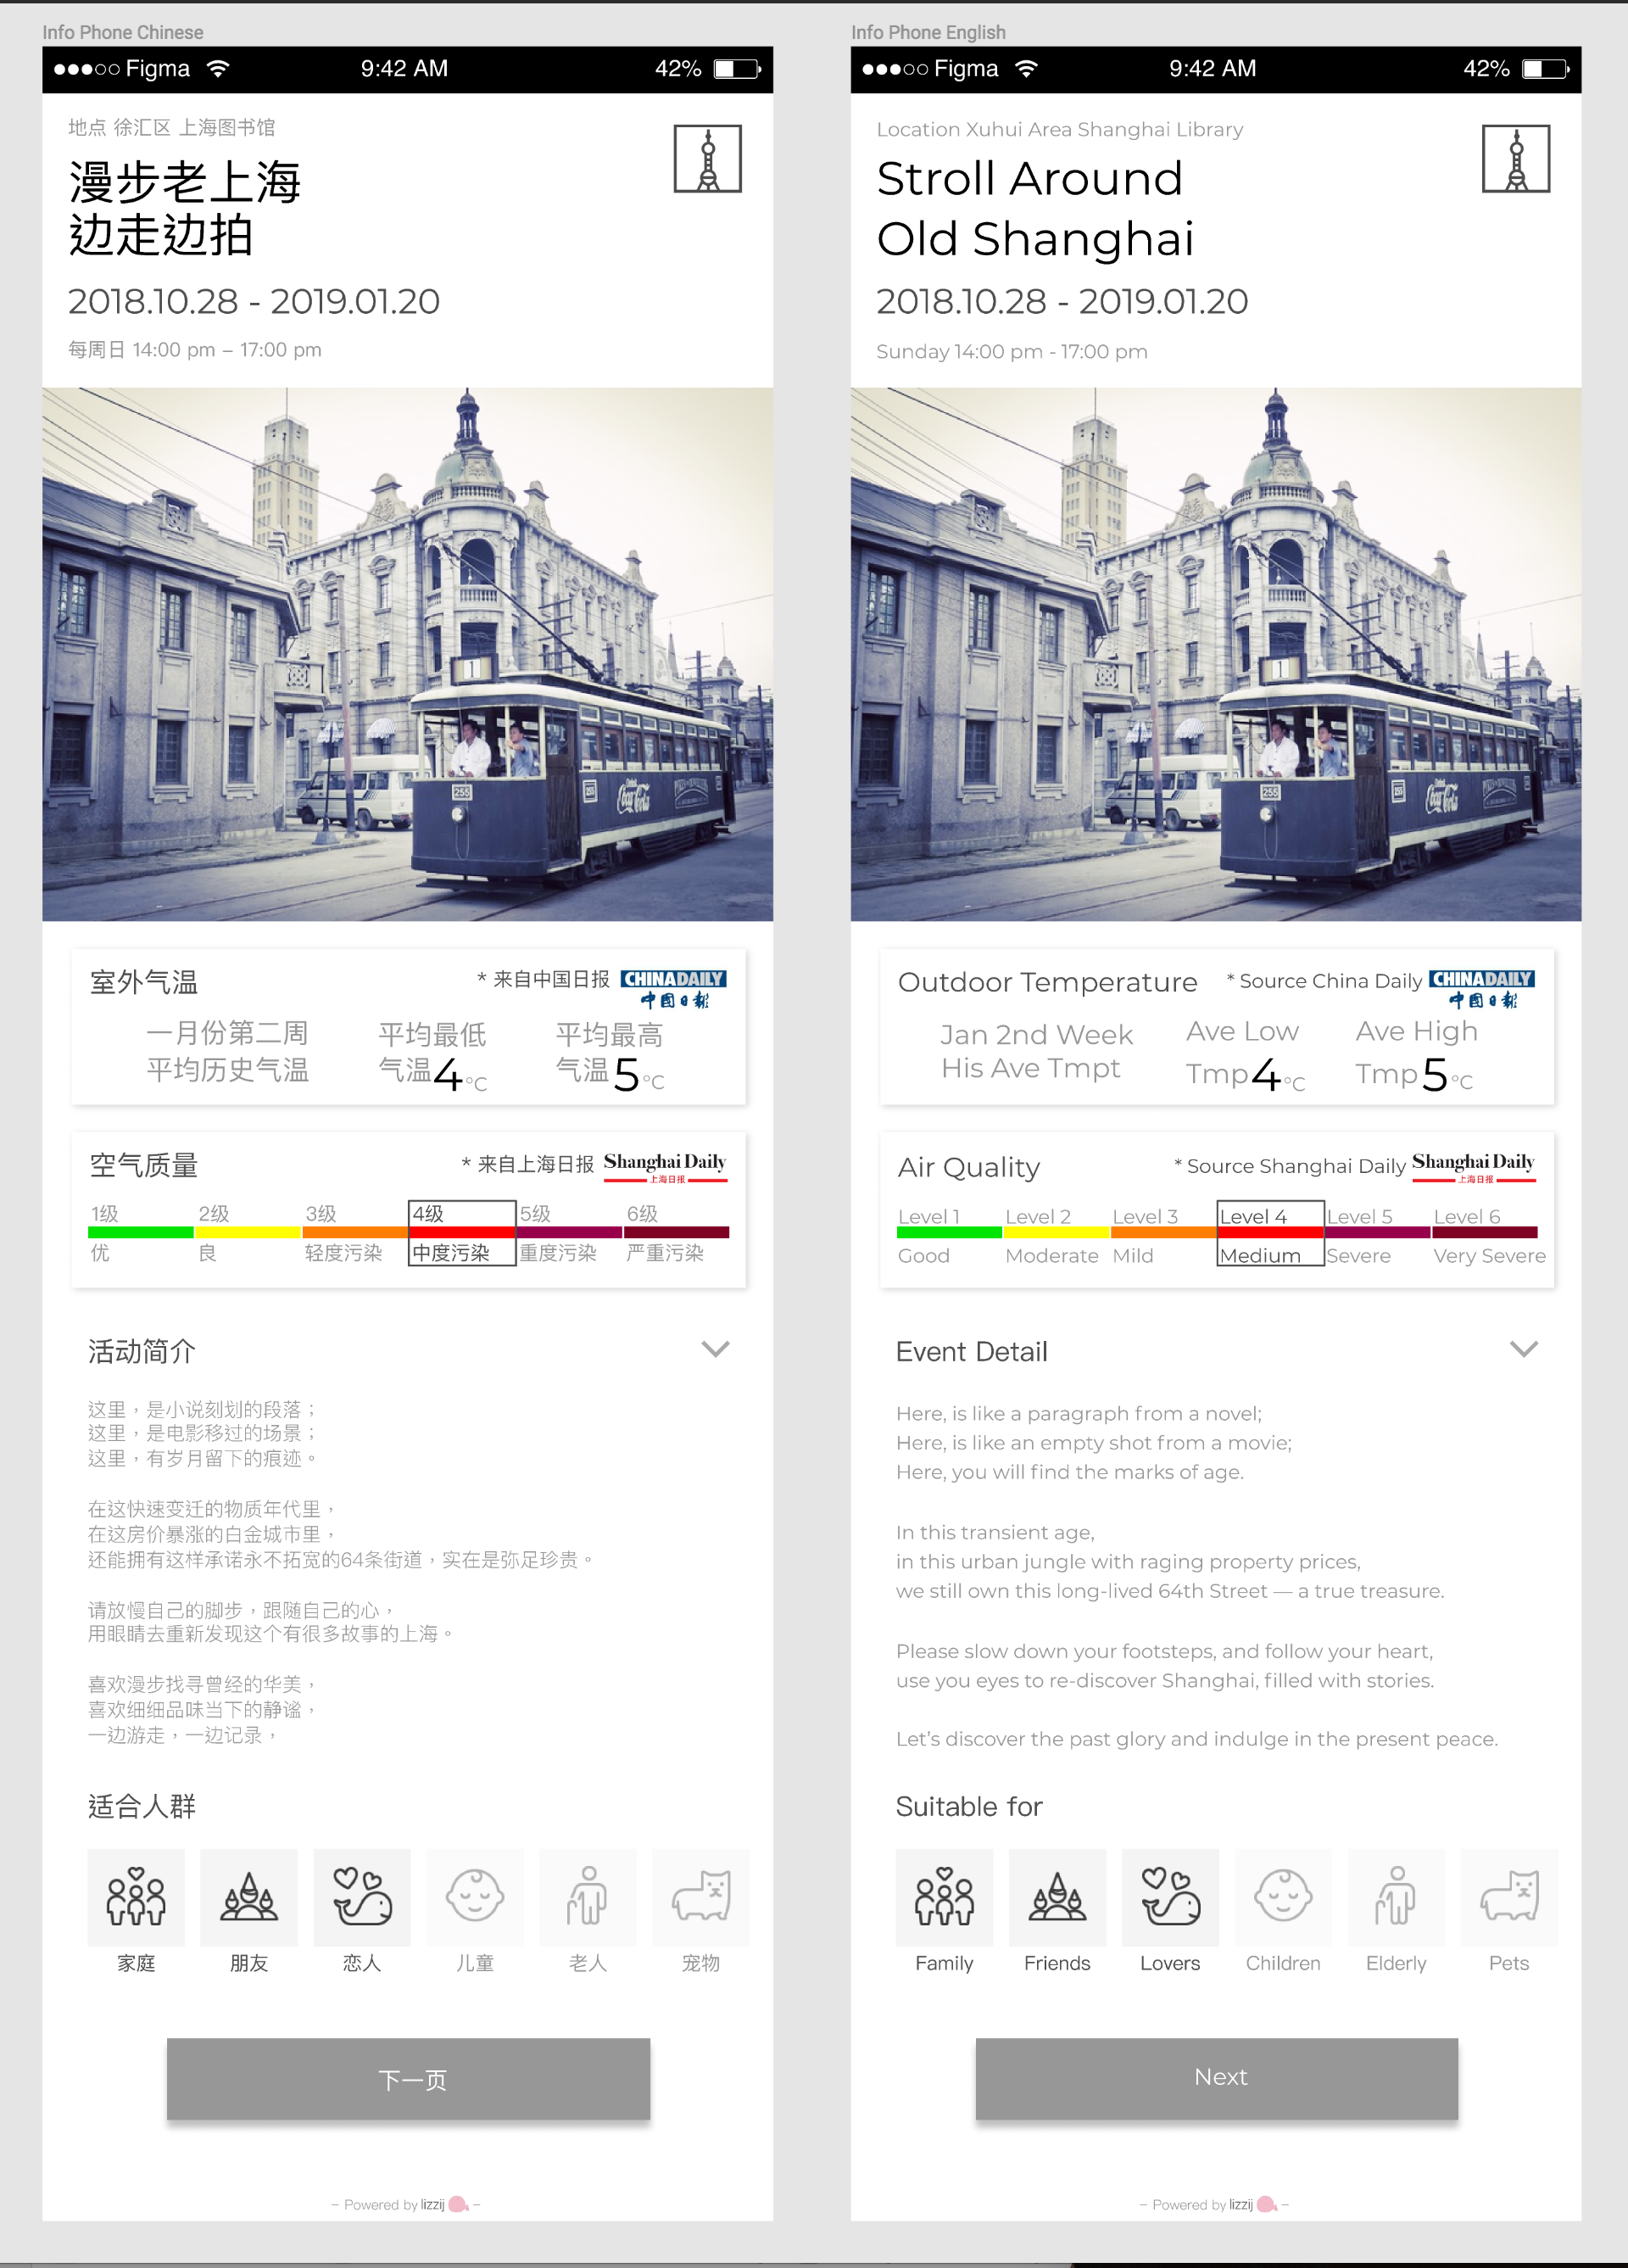 Info Phone Chinese
Figma 9:42 AM 42%
地点 徐汇区 上海图书馆
漫步老上海
边走边拍
2018.10.28 - 2019.01.20
每周日 14:00 pm – 17:00 pm
1
255
Coca-Cola
室外气温
* 来自中国日报 CHINADAILY
中國日報
一月份第二周
平均历史气温
平均最低
气温4°C
平均最高
气温5°C
空气质量
* 来自上海日报 Shanghai Daily
上海日报
1级 2级 3级 4级 5级 6级
优 良 轻度污染 中度污染 重度污染 严重污染
活动简介
这里，是小说刻划的段落；
这里，是电影移过的场景；
这里，有岁月留下的痕迹。
在这快速变迁的物质年代里，
在这房价暴涨的白金城市里，
还能拥有这样承诺永不拓宽的64条街道，实在是弥足珍贵。
请放慢自己的脚步，跟随自己的心，
用眼睛去重新发现这个有很多故事的上海。
喜欢漫步找寻曾经的华美，
喜欢细细品味当下的静谧，
一边游走，一边记录，
适合人群
家庭 朋友 恋人 儿童 老人 宠物
下一页
– Powered by lizzij –
Info Phone English
Figma 9:42 AM 42%
Location Xuhui Area Shanghai Library
Stroll Around
Old Shanghai
2018.10.28 - 2019.01.20
Sunday 14:00 pm - 17:00 pm
1
255
Coca-Cola
Outdoor Temperature
* Source China Daily CHINADAILY
中國日報
Jan 2nd Week
His Ave Tmpt
Ave Low
Tmp4°C
Ave High
Tmp5°C
Air Quality
* Source Shanghai Daily Shanghai Daily
上海日报
Level 1 Level 2 Level 3 Level 4 Level 5 Level 6
Good Moderate Mild Medium Severe Very Severe
Event Detail
Here, is like a paragraph from a novel;
Here, is like an empty shot from a movie;
Here, you will find the marks of age.
In this transient age,
in this urban jungle with raging property prices,
we still own this long-lived 64th Street — a true treasure.
Please slow down your footsteps, and follow your heart,
use you eyes to re-discover Shanghai, filled with stories.
Let's discover the past glory and indulge in the present peace.
Suitable for
Family Friends Lovers Children Elderly Pets
Next
– Powered by lizzij –